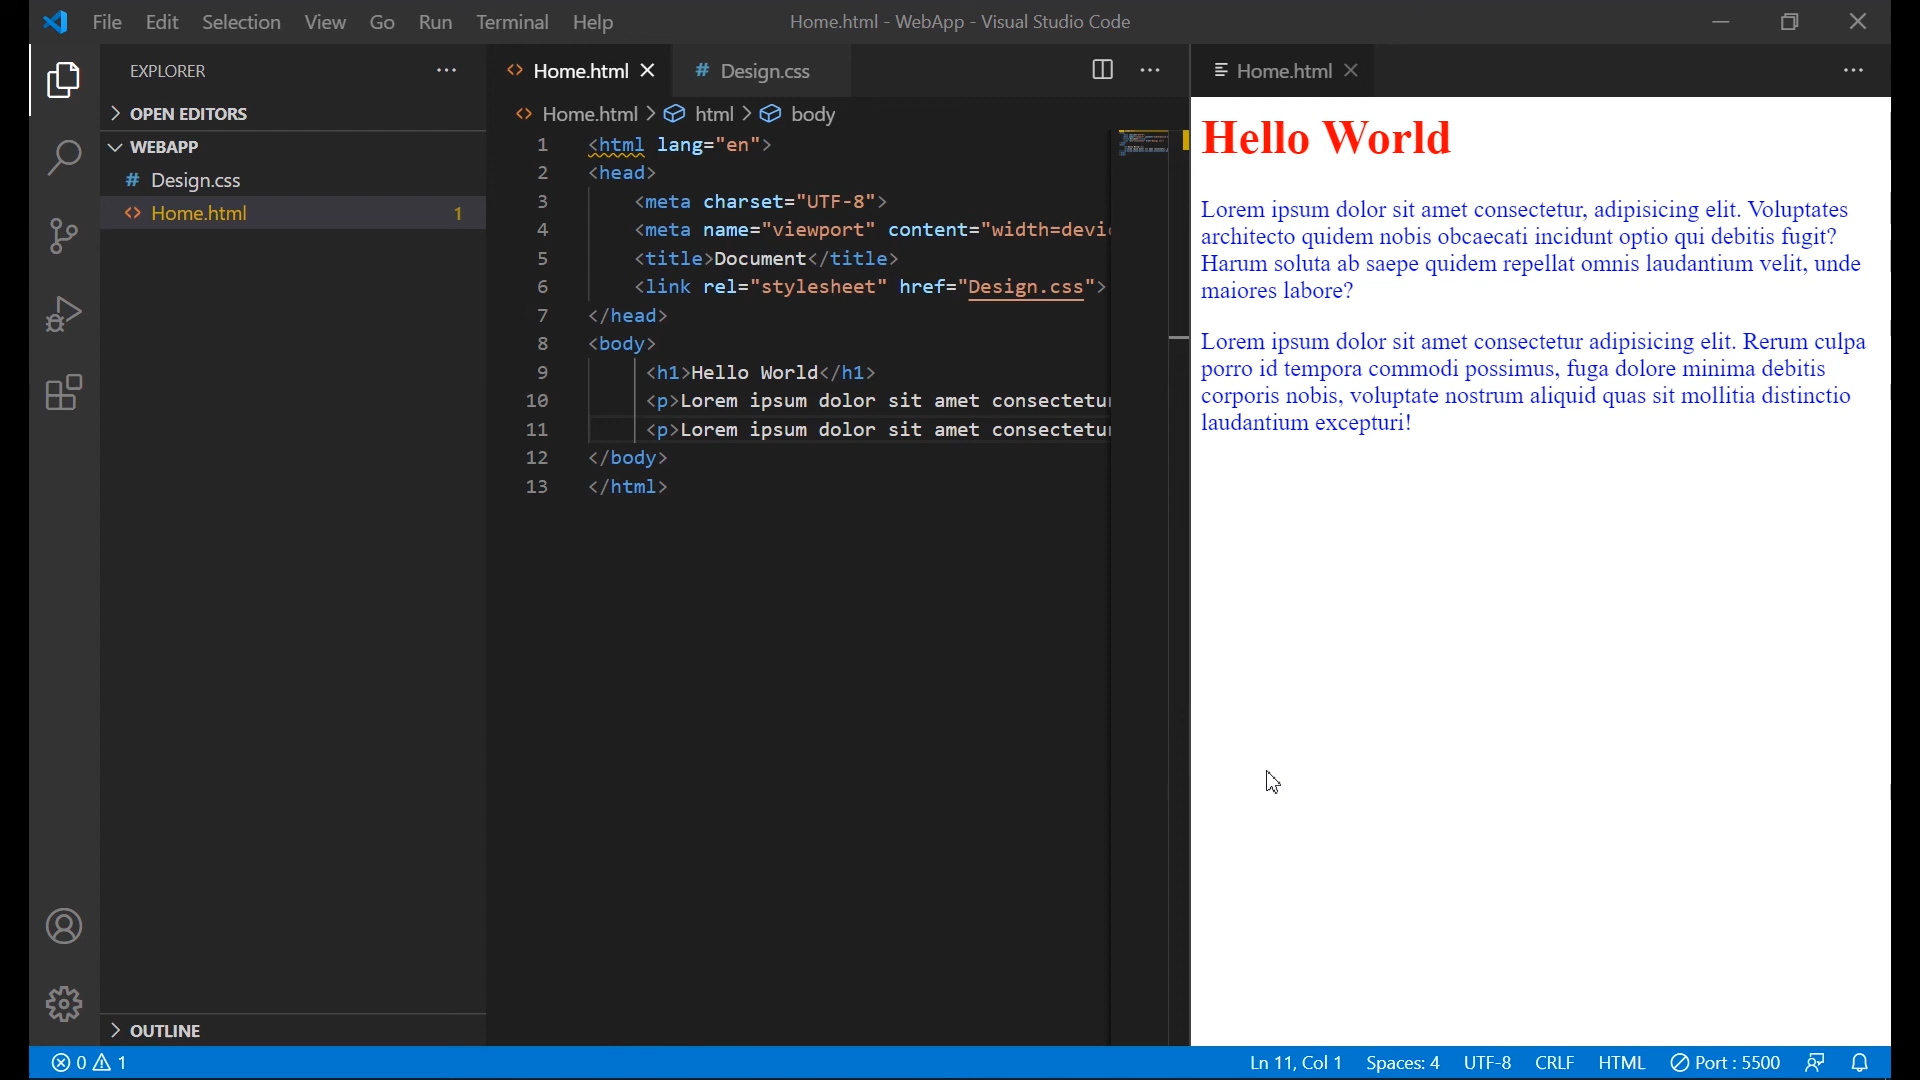 File Edit Selection View Go Run Terminal Help
Home.html - WebApp - Visual Studio Code
EXPLORER
OPEN EDITORS
WEBAPP
# Design.css
<> Home.html 1
OUTLINE
<> Home.html
# Design.css
<> Home.html > html > body
1 <html lang="en">
2 <head>
3 <meta charset="UTF-8">
4 <meta name="viewport" content="width=devic
5 <title>Document</title>
6 <link rel="stylesheet" href="Design.css">
7 </head>
8 <body>
9 <h1>Hello World</h1>
10 <p>Lorem ipsum dolor sit amet consectetur
11 <p>Lorem ipsum dolor sit amet consectetur
12 </body>
13 </html>
Home.html
Hello World
Lorem ipsum dolor sit amet consectetur, adipisicing elit. Voluptates
architecto quidem nobis obcaecati incidunt optio qui debitis fugit?
Harum soluta ab saepe quidem repellat omnis laudantium velit, unde
maiores labore?
Lorem ipsum dolor sit amet consectetur adipisicing elit. Rerum culpa
porro id tempora commodi possimus, fuga dolore minima debitis
corporis nobis, voluptate nostrum aliquid quas sit mollitia distinctio
laudantium excepturi!
0 1
Ln 11, Col 1 Spaces: 4 UTF-8 CRLF HTML Port : 5500